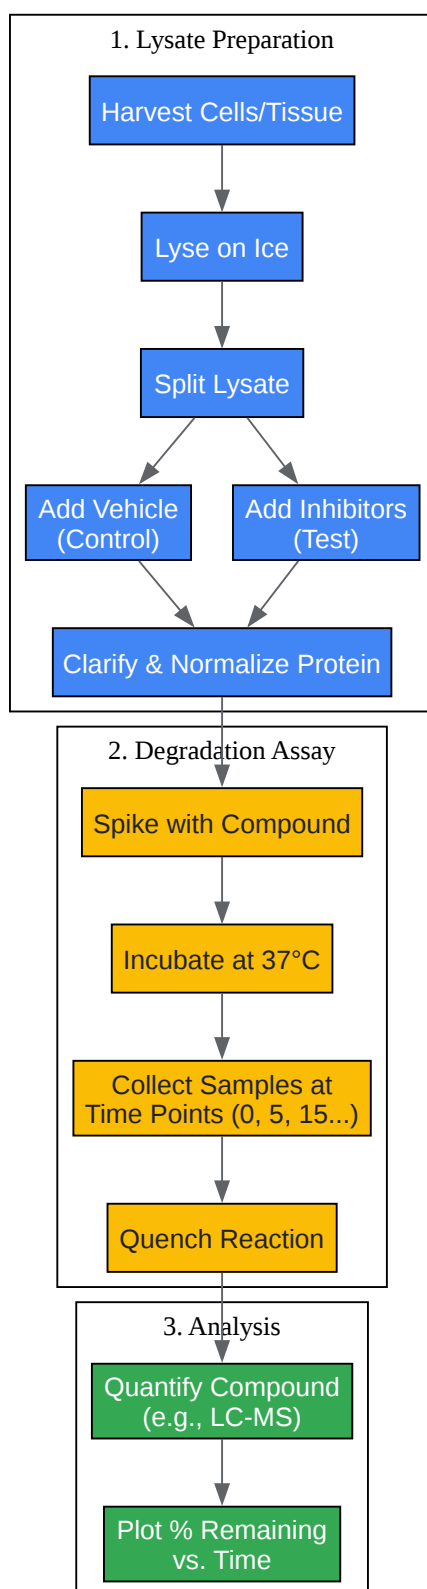 1. Lysate Preparation
Harvest Cells/Tissue
Lyse on Ice
Split Lysate
Add Vehicle
(Control)
Add Inhibitors
(Test)
Clarify & Normalize Protein
2. Degradation Assay
Spike with Compound
Incubate at 37°C
Collect Samples at
Time Points (0, 5, 15...)
Quench Reaction
3. Analysis
Quantify Compound
(e.g., LC-MS)
Plot % Remaining
vs. Time